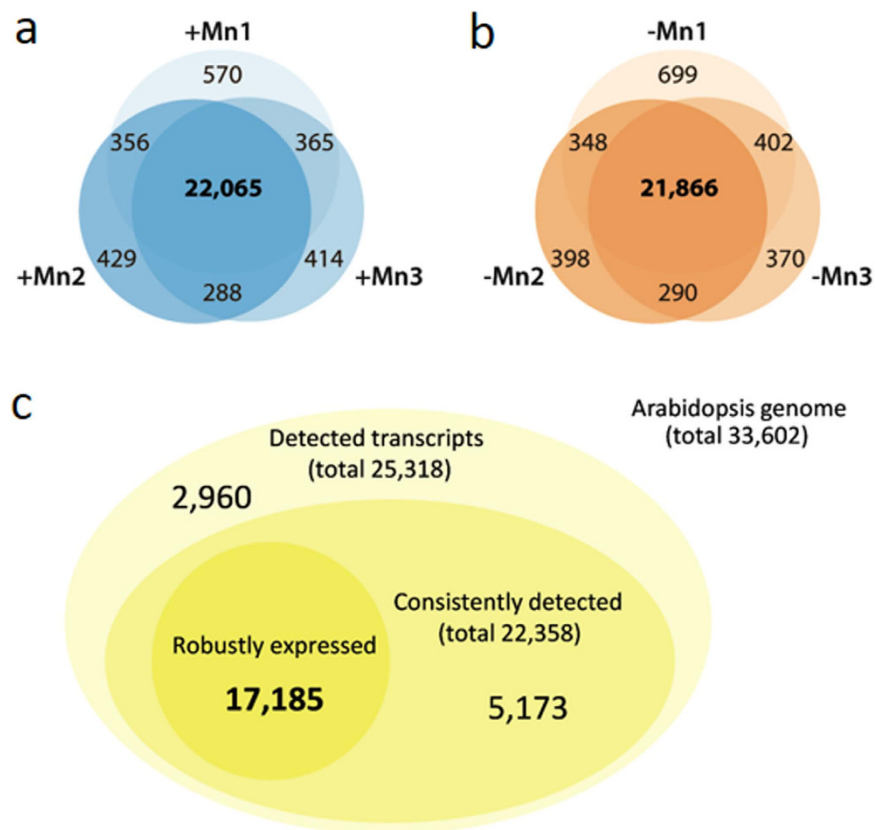 a
+Mn1
570
356
365
22,065
+Mn2
429
414
+Mn3
288
b
-Mn1
699
348
402
21,866
-Mn2
398
370
-Mn3
290
c
Arabidopsis genome
(total 33,602)
Detected transcripts
(total 25,318)
2,960
Consistently detected
(total 22,358)
Robustly expressed
17,185
5,173